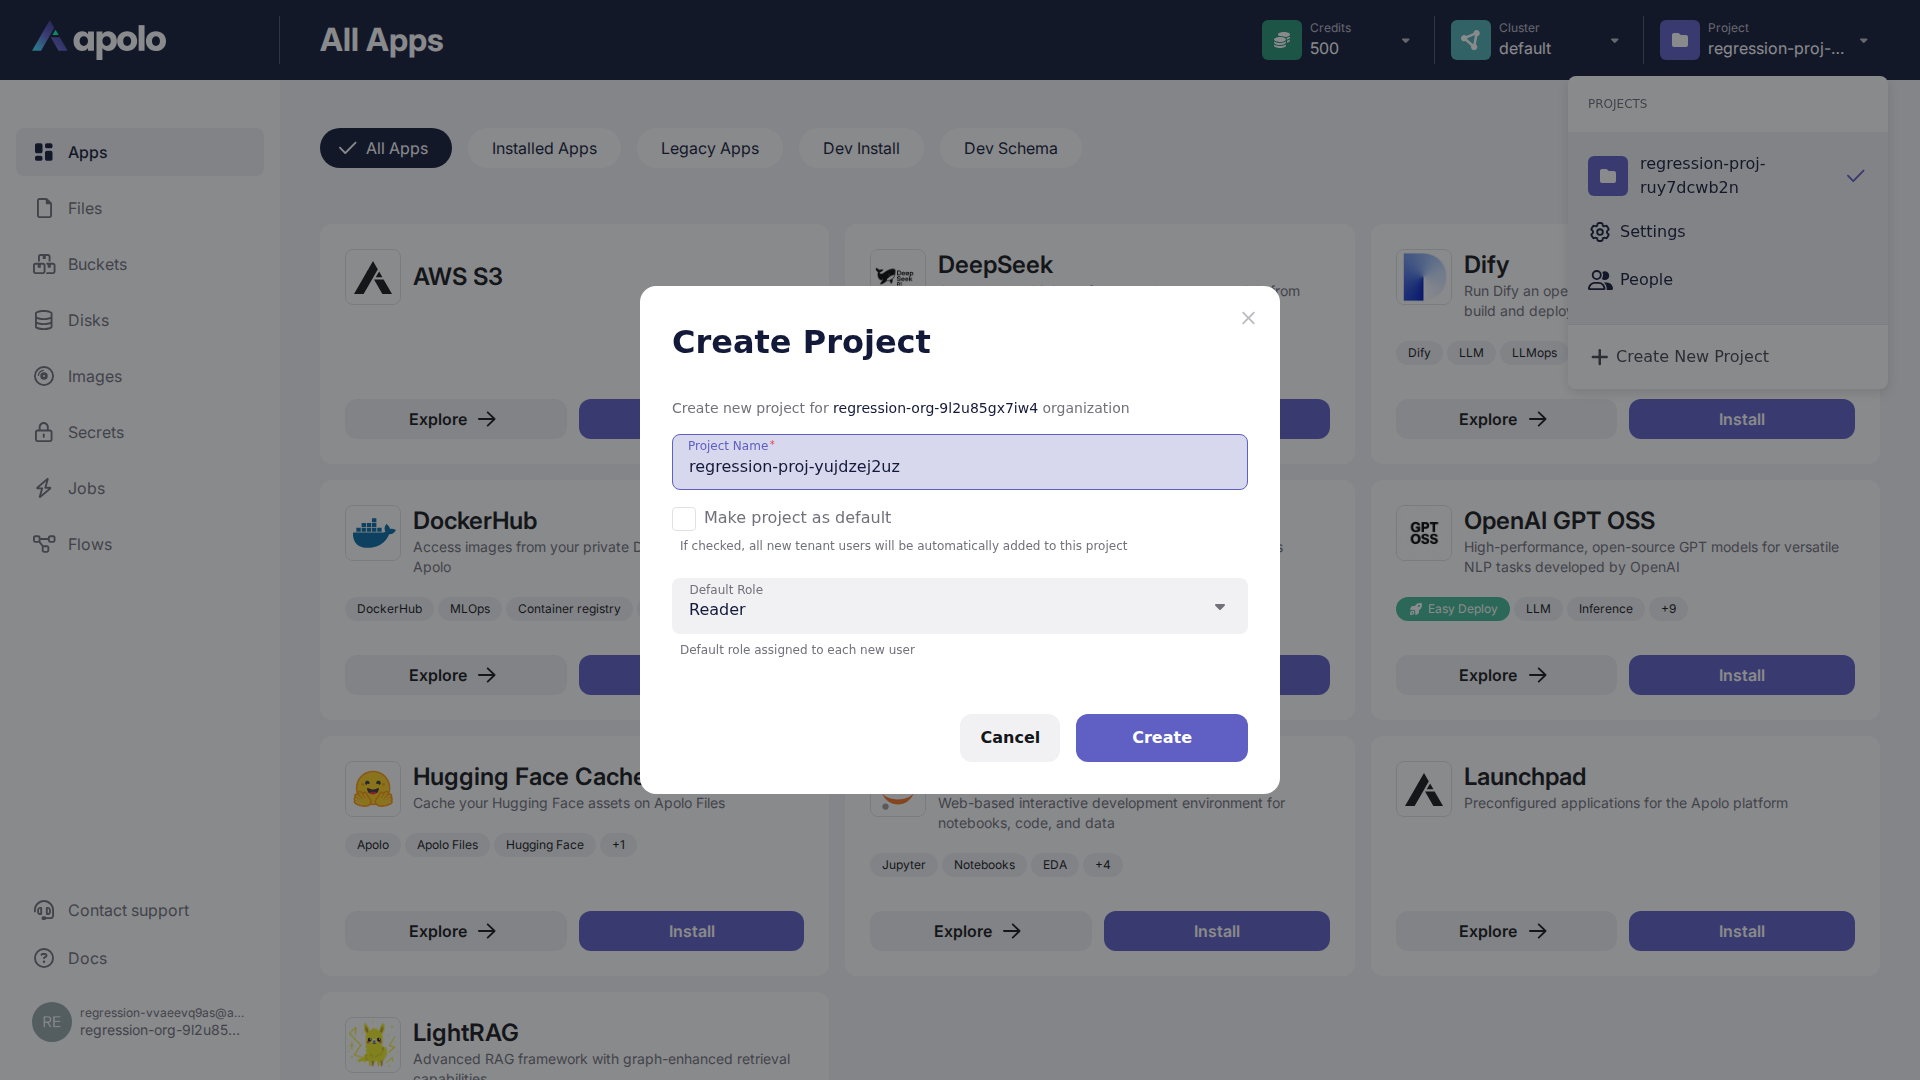 apolo
All Apps
Credits
500
Cluster
default
Project
regression-proj-...
PROJECTS
regression-proj-
ruy7dcwb2n
Settings
People
Create New Project
Apps
Files
Buckets
Disks
Images
Secrets
Jobs
Flows
Contact support
Docs
RE
regression-vvaeevq9as@a...
regression-org-9l2u85...
All Apps
Installed Apps
Legacy Apps
Dev Install
Dev Schema
AWS S3
Explore
DeepSeek
from
Dify
Run Dify an ope
build and deploy
Dify
LLM
LLMops
Explore
Install
Create Project
Create new project for regression-org-9l2u85gx7iw4 organization
Project Name*
regression-proj-yujdzej2uz
Make project as default
If checked, all new tenant users will be automatically added to this project
Default Role
Reader
Default role assigned to each new user
Cancel
Create
DockerHub
Access images from your private D
Apolo
DockerHub
MLOps
Container registry
Explore
s
GPT
OSS
OpenAI GPT OSS
High-performance, open-source GPT models for versatile
NLP tasks developed by OpenAI
Easy Deploy
LLM
Inference
+9
Explore
Install
Hugging Face Cache
Cache your Hugging Face assets on Apolo Files
Apolo
Apolo Files
Hugging Face
+1
Explore
Install
Web-based interactive development environment for
notebooks, code, and data
Jupyter
Notebooks
EDA
+4
Explore
Install
Launchpad
Preconfigured applications for the Apolo platform
Explore
Install
LightRAG
Advanced RAG framework with graph-enhanced retrieval
capabilities